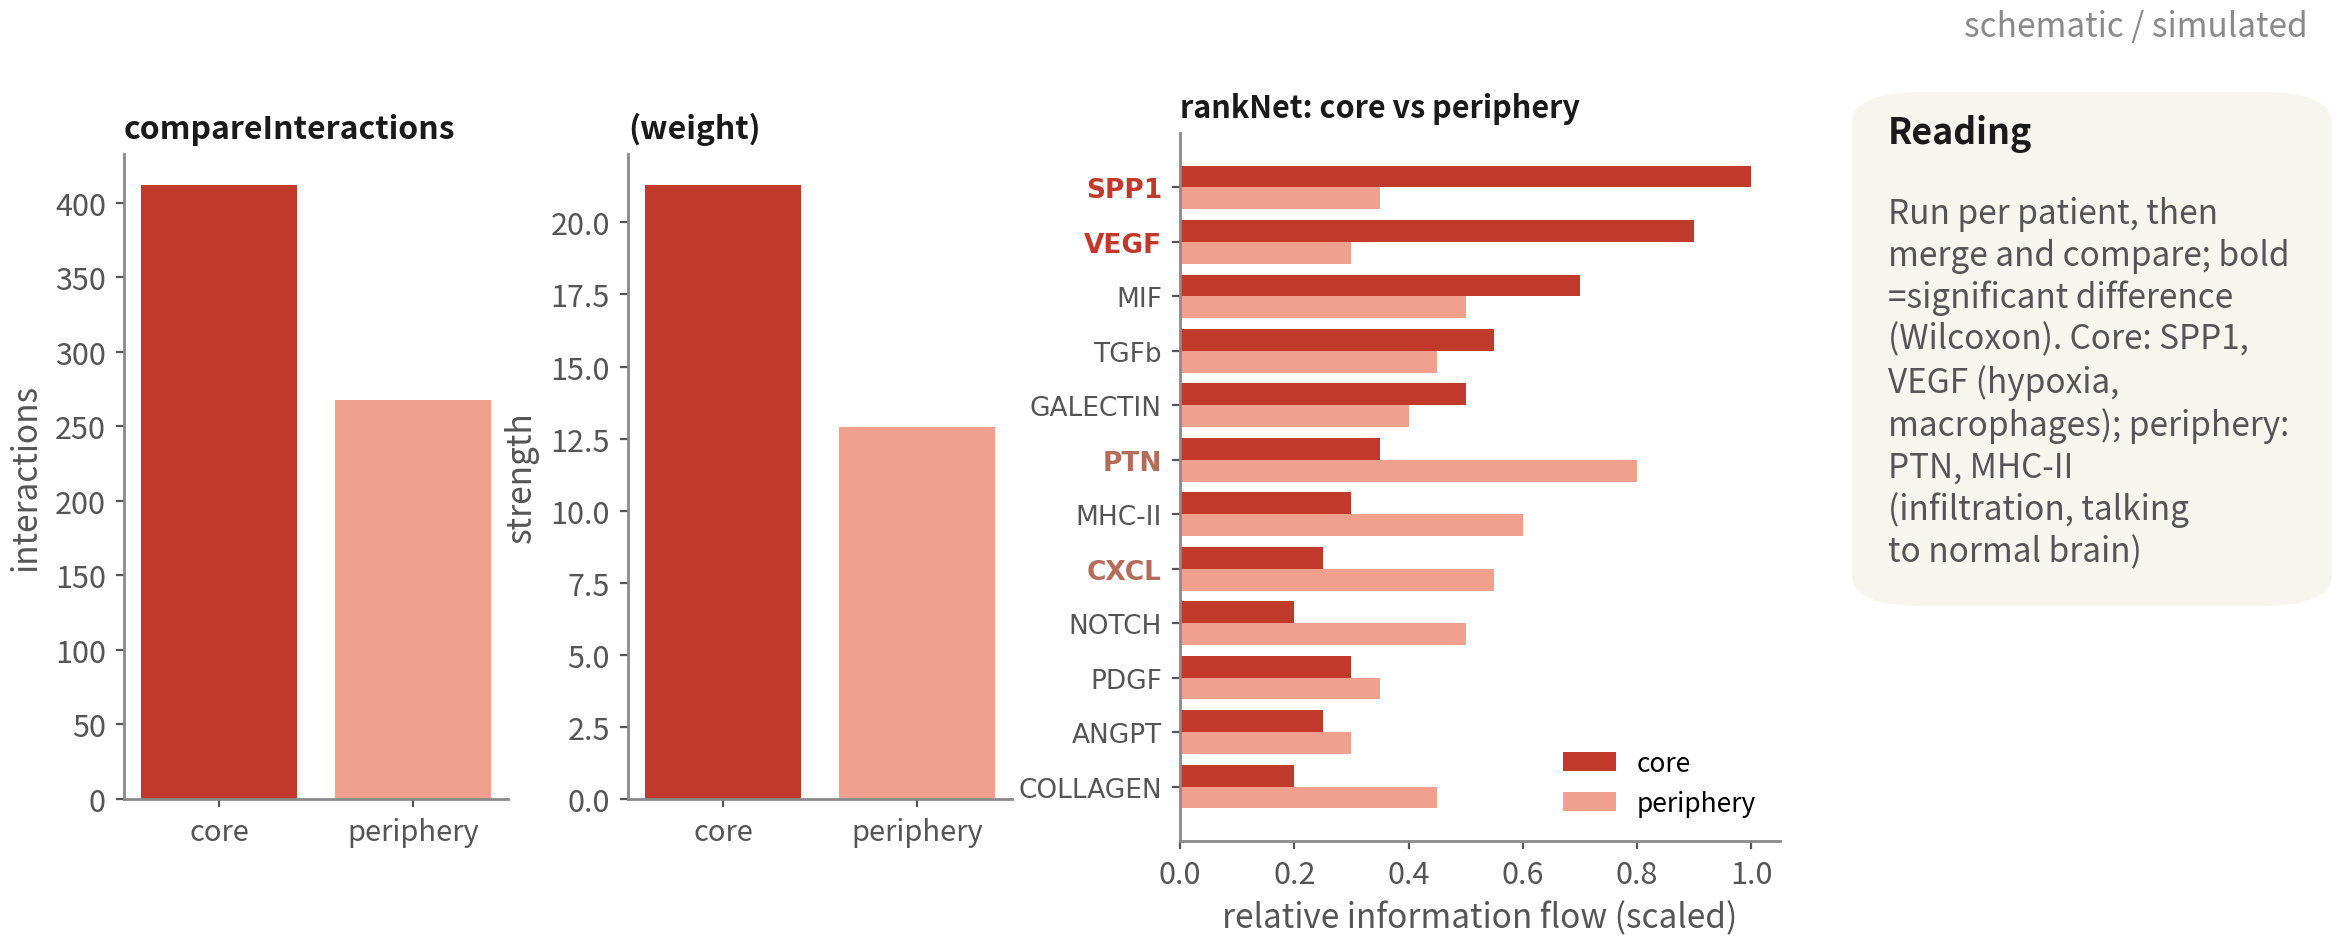 schematic / simulated
compareInteractions
interactions
400
350
300
250
200
150
100
50
0
core
periphery
(weight)
strength
20.0
17.5
15.0
12.5
10.0
7.5
5.0
2.5
0.0
core
periphery
rankNet: core vs periphery
SPP1
VEGF
MIF
TGFb
GALECTIN
PTN
MHC-II
CXCL
NOTCH
PDGF
ANGPT
COLLAGEN
core
periphery
0.0
0.2
0.4
0.6
0.8
1.0
relative information flow (scaled)
Reading
Run per patient, then
merge and compare; bold
=significant difference
(Wilcoxon). Core: SPP1,
VEGF (hypoxia,
macrophages); periphery:
PTN, MHC-II
(infiltration, talking
to normal brain)